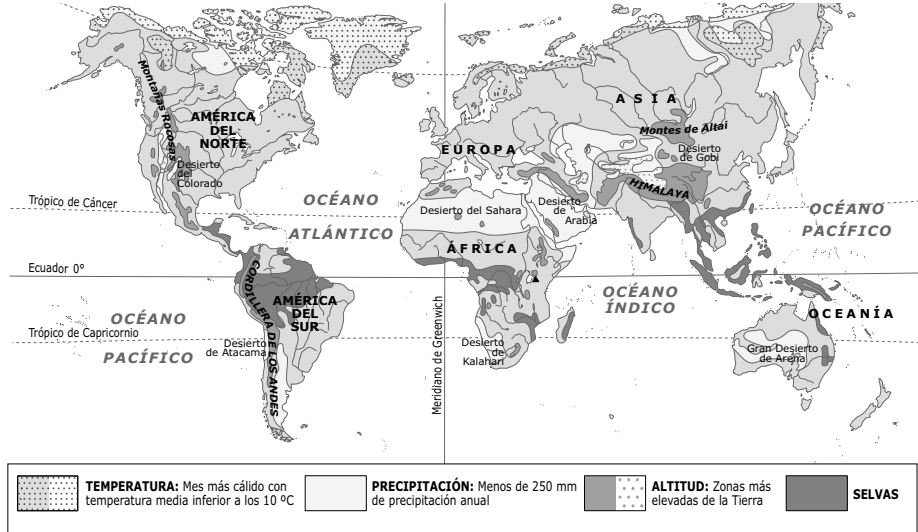 Montañas Rocosas
AMÉRICA
DEL
NORTE
Desierto
del
Colorado
ASIA
Montes de Altai
EUROPA
Desierto
de Gobi
HIMALAYA
Trópico de Cáncer
OCÉANO
ATLÁNTICO
Desierto del Sahara
Desierto
de
Arabia
OCÉANO
PACÍFICO
ÁFRICA
Ecuador 0°
CORDILLERA DE LOS ANDES
AMÉRICA
DEL
SUR
OCÉANO
ÍNDICO
OCEANÍA
OCÉANO
PACÍFICO
Trópico de Capricornio
Desierto
de Atacama
Meridiano de Greenwich
Desierto
de
Kalahari
Gran Desierto
de Arena
TEMPERATURA: Mes más cálido con
temperatura media inferior a los 10 ºC
PRECIPITACIÓN: Menos de 250 mm
de precipitación anual
ALTITUD: Zonas más
elevadas de la Tierra
SELVAS